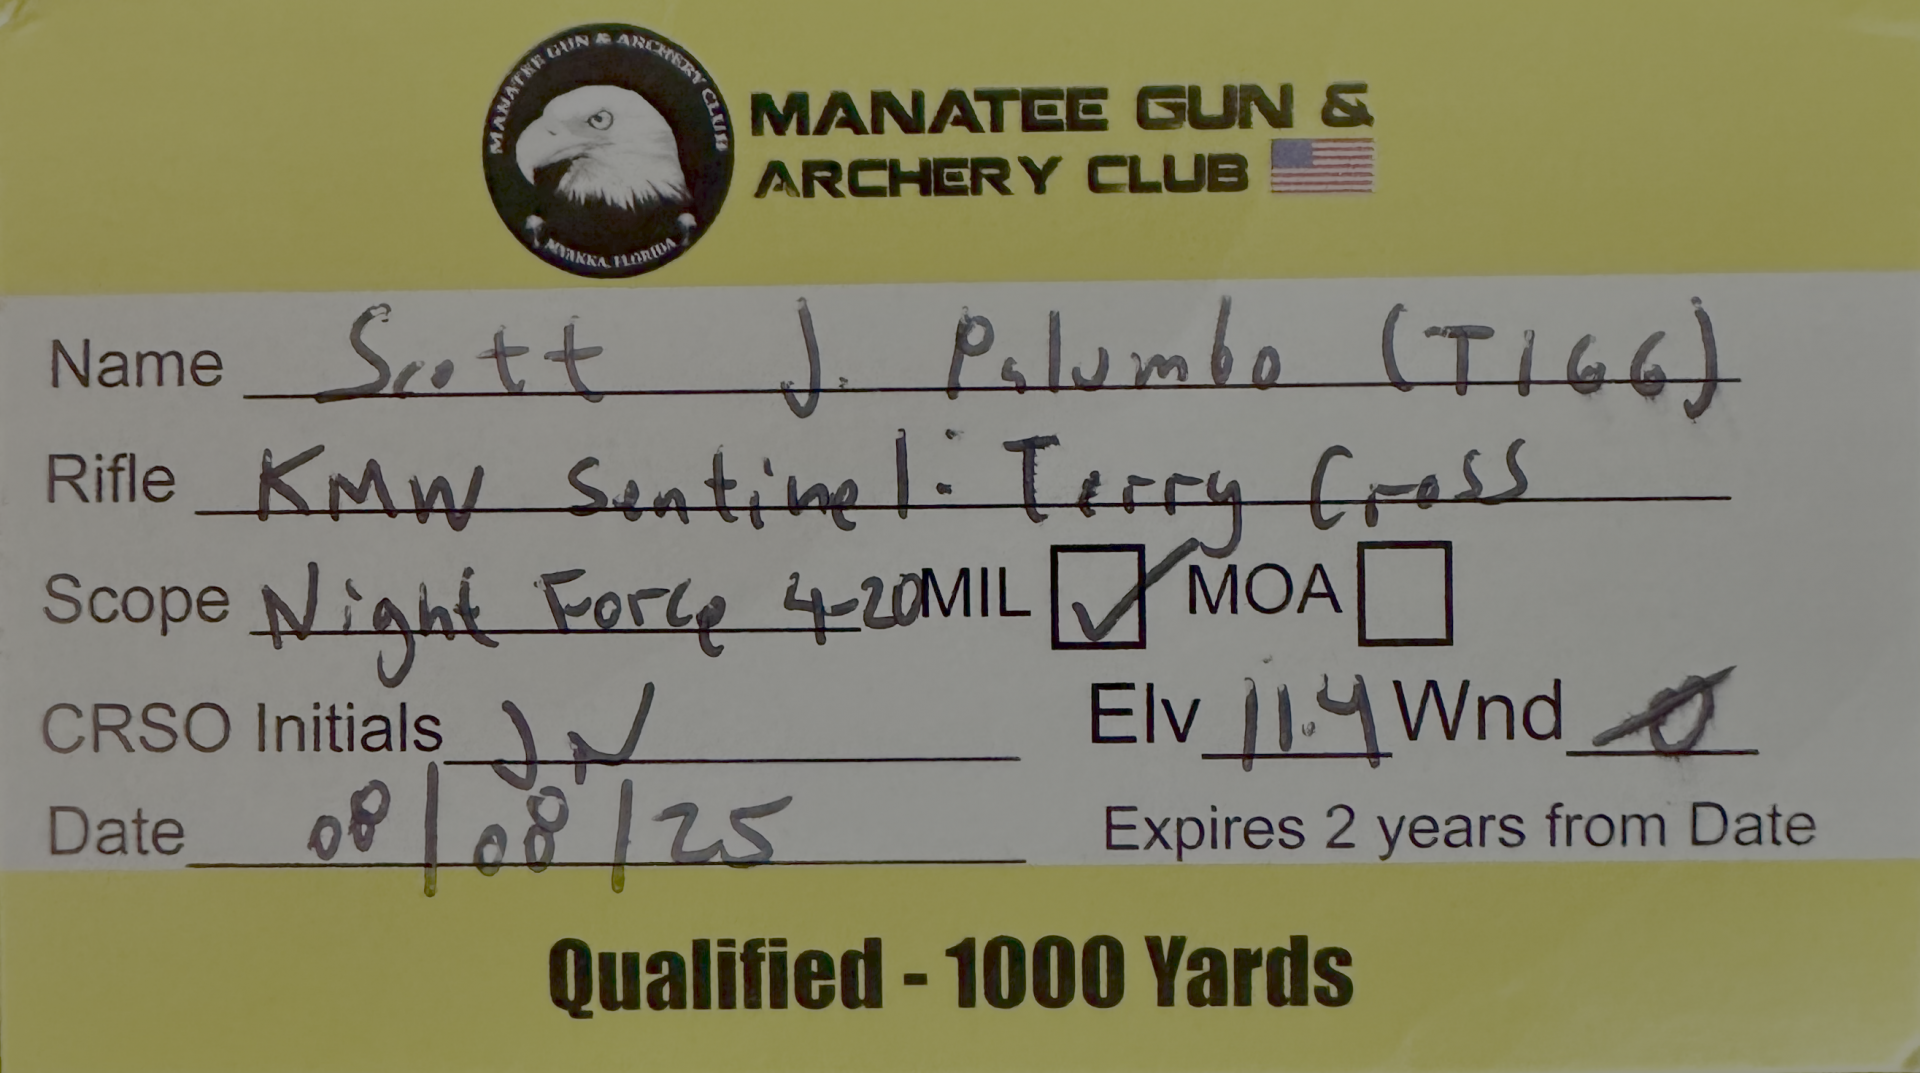 MANATEE GUN & ARCHERY CLUB
MYAKKA, FLORIDA
MANATEE GUN &
ARCHERY CLUB
Name Scott J. Palumbo (TIGG)
Rifle KMW Sentinel - Terry Cross
Scope Night Force 4-20 MIL ✓ MOA
CRSO Initials JN Elv 11.4 Wnd 0
Date 08/08/25 Expires 2 years from Date
Qualified - 1000 Yards